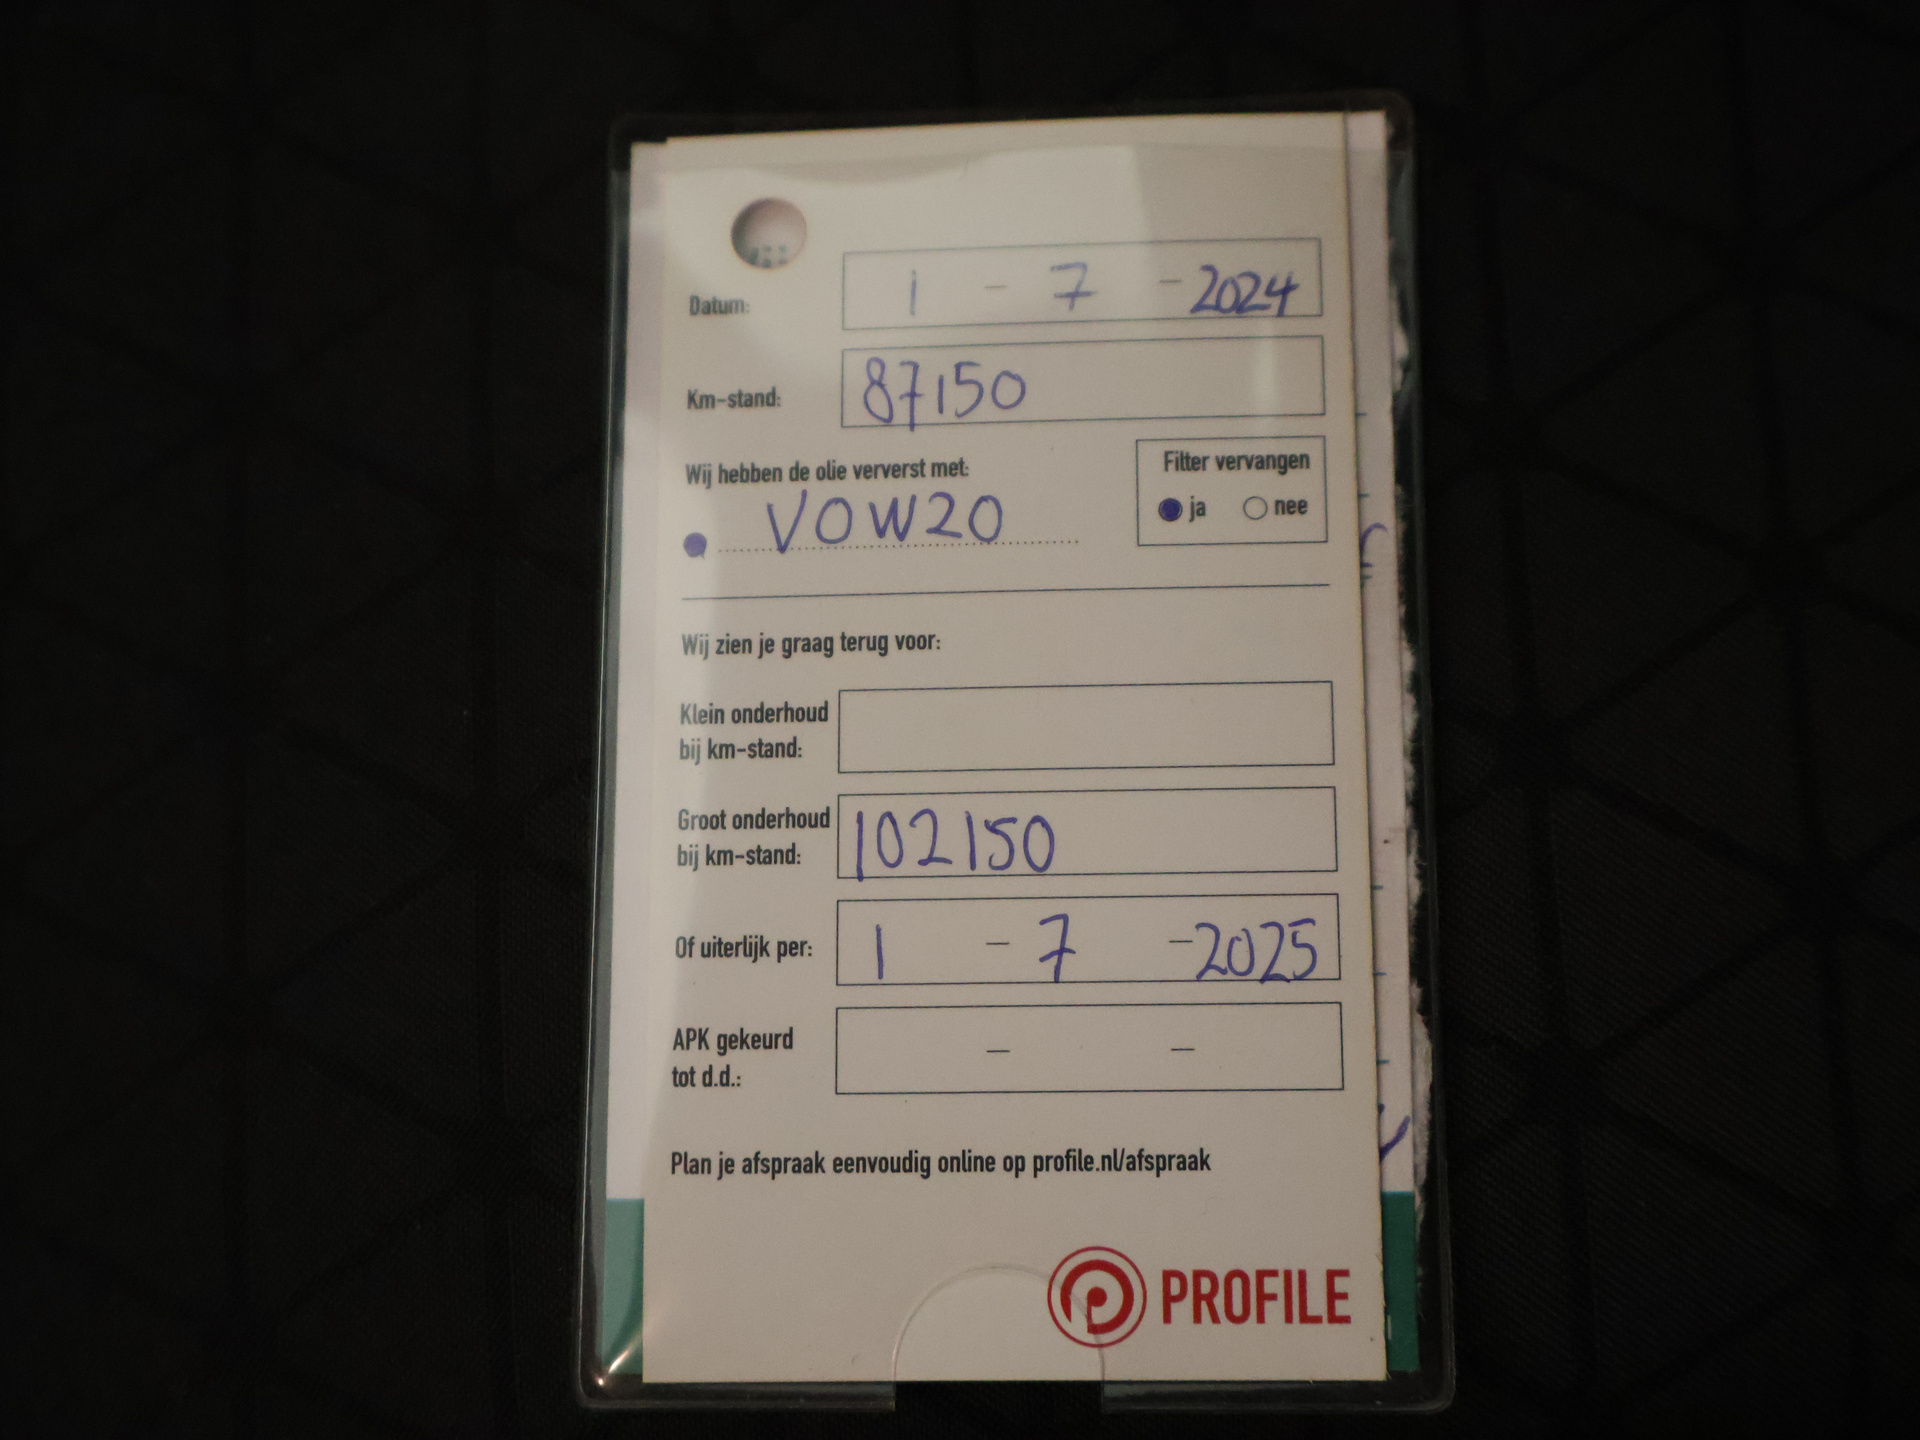 Datum: 1 - 7 - 2024
Km-stand: 87150
Wij hebben de olie ververst met:
VOW20
Filter vervangen
ja nee
Wij zien je graag terug voor:
Klein onderhoud
bij km-stand:
Groot onderhoud
bij km-stand: 102150
Of uiterlijk per: 1 - 7 - 2025
APK gekeurd
tot d.d.: - -
Plan je afspraak eenvoudig online op profile.nl/afspraak
PROFILE